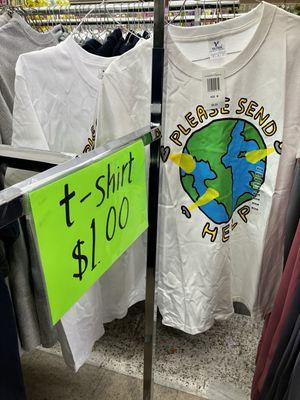 PLEASE SEND
HELP
t-shirt
$1.00